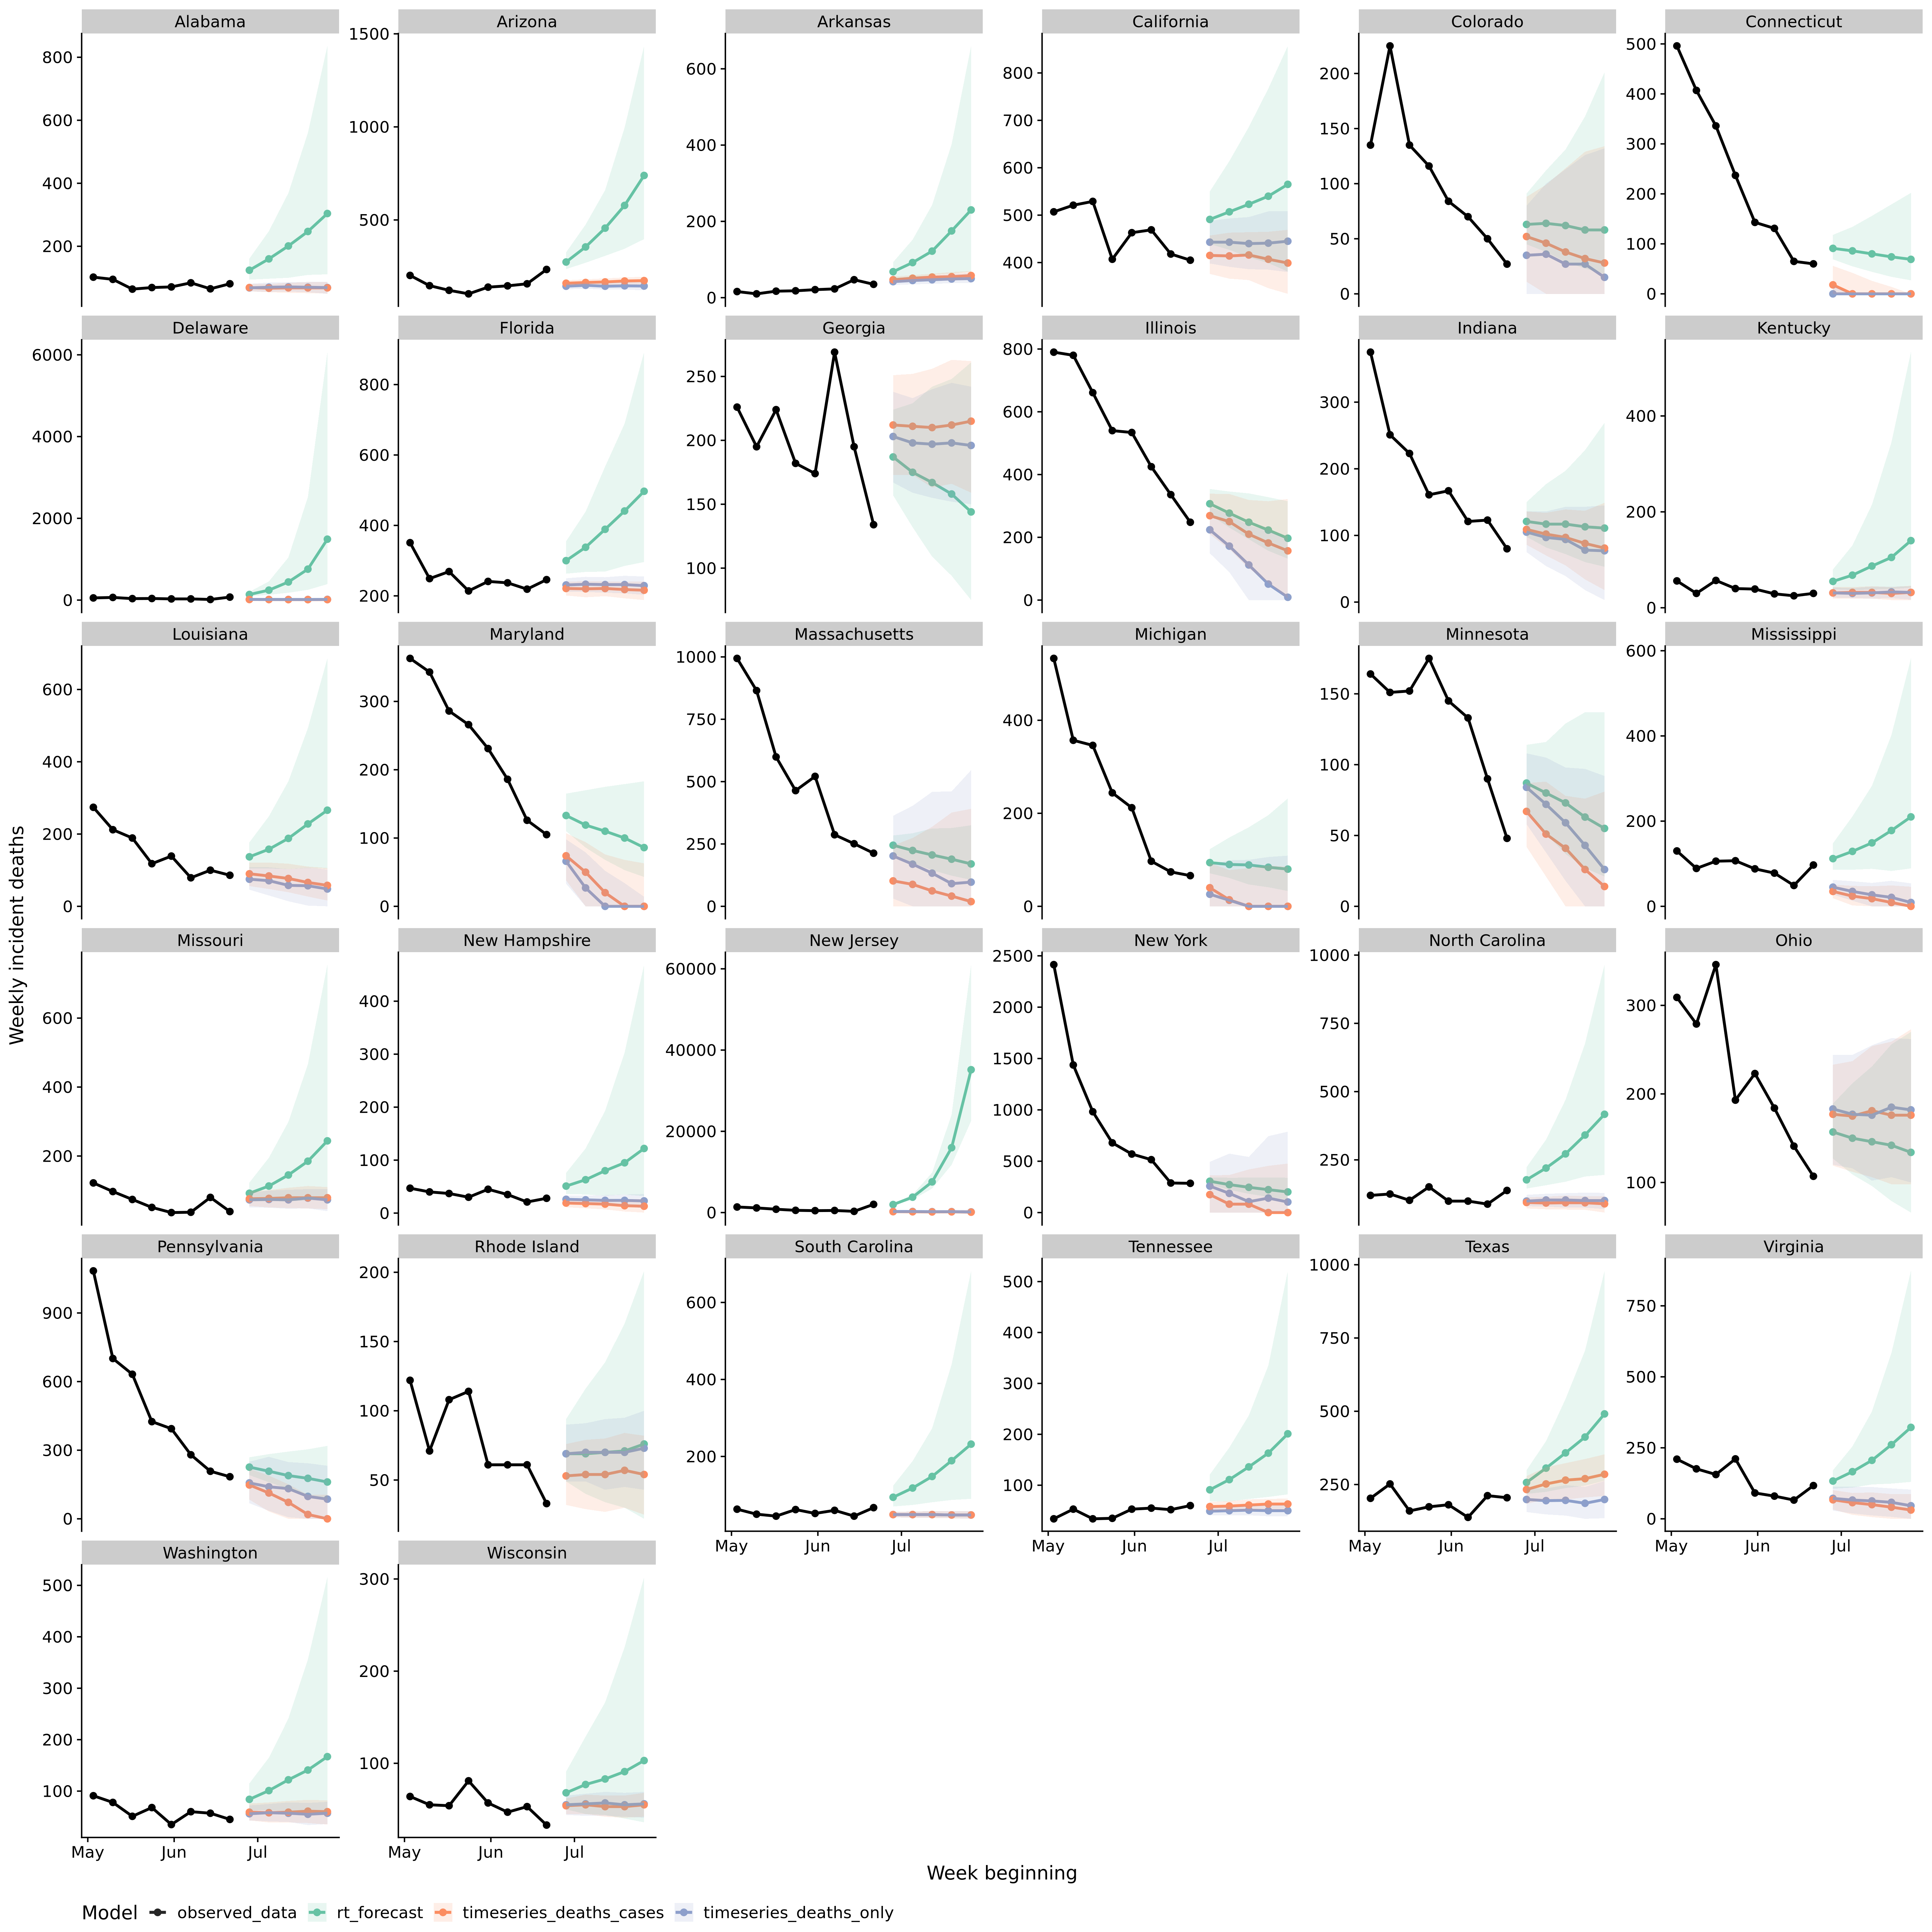 Alabama Arizona Arkansas California Colorado Connecticut
800 600 400 200
1500 1000 500
600 400 200 0
800 700 600 500 400
200 150 100 50 0
500 400 300 200 100 0
Delaware Florida Georgia Illinois Indiana Kentucky
6000 4000 2000 0
800 600 400 200
250 200 150 100
800 600 400 200 0
300 200 100 0
400 200 0
Louisiana Maryland Massachusetts Michigan Minnesota Mississippi
600 400 200 0
300 200 100 0
1000 750 500 250 0
400 200 0
150 100 50 0
600 400 200 0
Weekly incident deaths
Missouri New Hampshire New Jersey New York North Carolina Ohio
600 400 200
400 300 200 100 0
60000 40000 20000 0
2500 2000 1500 1000 500 0
1000 750 500 250
300 200 100
Pennsylvania Rhode Island South Carolina Tennessee Texas Virginia
900 600 300 0
200 150 100 50
600 400 200
500 400 300 200 100
1000 750 500 250
750 500 250 0
May Jun Jul May Jun Jul May Jun Jul May Jun Jul
Washington Wisconsin
500 400 300 200 100
300 200 100
May Jun Jul May Jun Jul
Week beginning
Model observed_data rt_forecast timeseries_deaths_cases timeseries_deaths_only